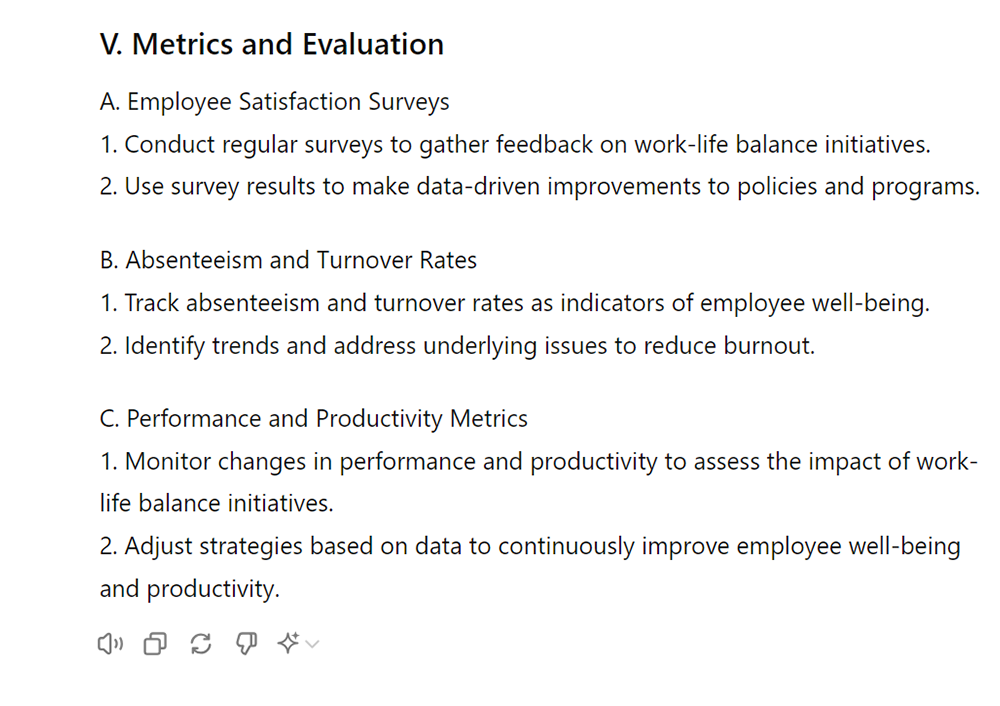 V. Metrics and Evaluation
A. Employee Satisfaction Surveys
1. Conduct regular surveys to gather feedback on work-life balance initiatives.
2. Use survey results to make data-driven improvements to policies and programs.
B. Absenteeism and Turnover Rates
1. Track absenteeism and turnover rates as indicators of employee well-being.
2. Identify trends and address underlying issues to reduce burnout.
C. Performance and Productivity Metrics
1. Monitor changes in performance and productivity to assess the impact of work-
life balance initiatives.
2. Adjust strategies based on data to continuously improve employee well-being
and productivity.